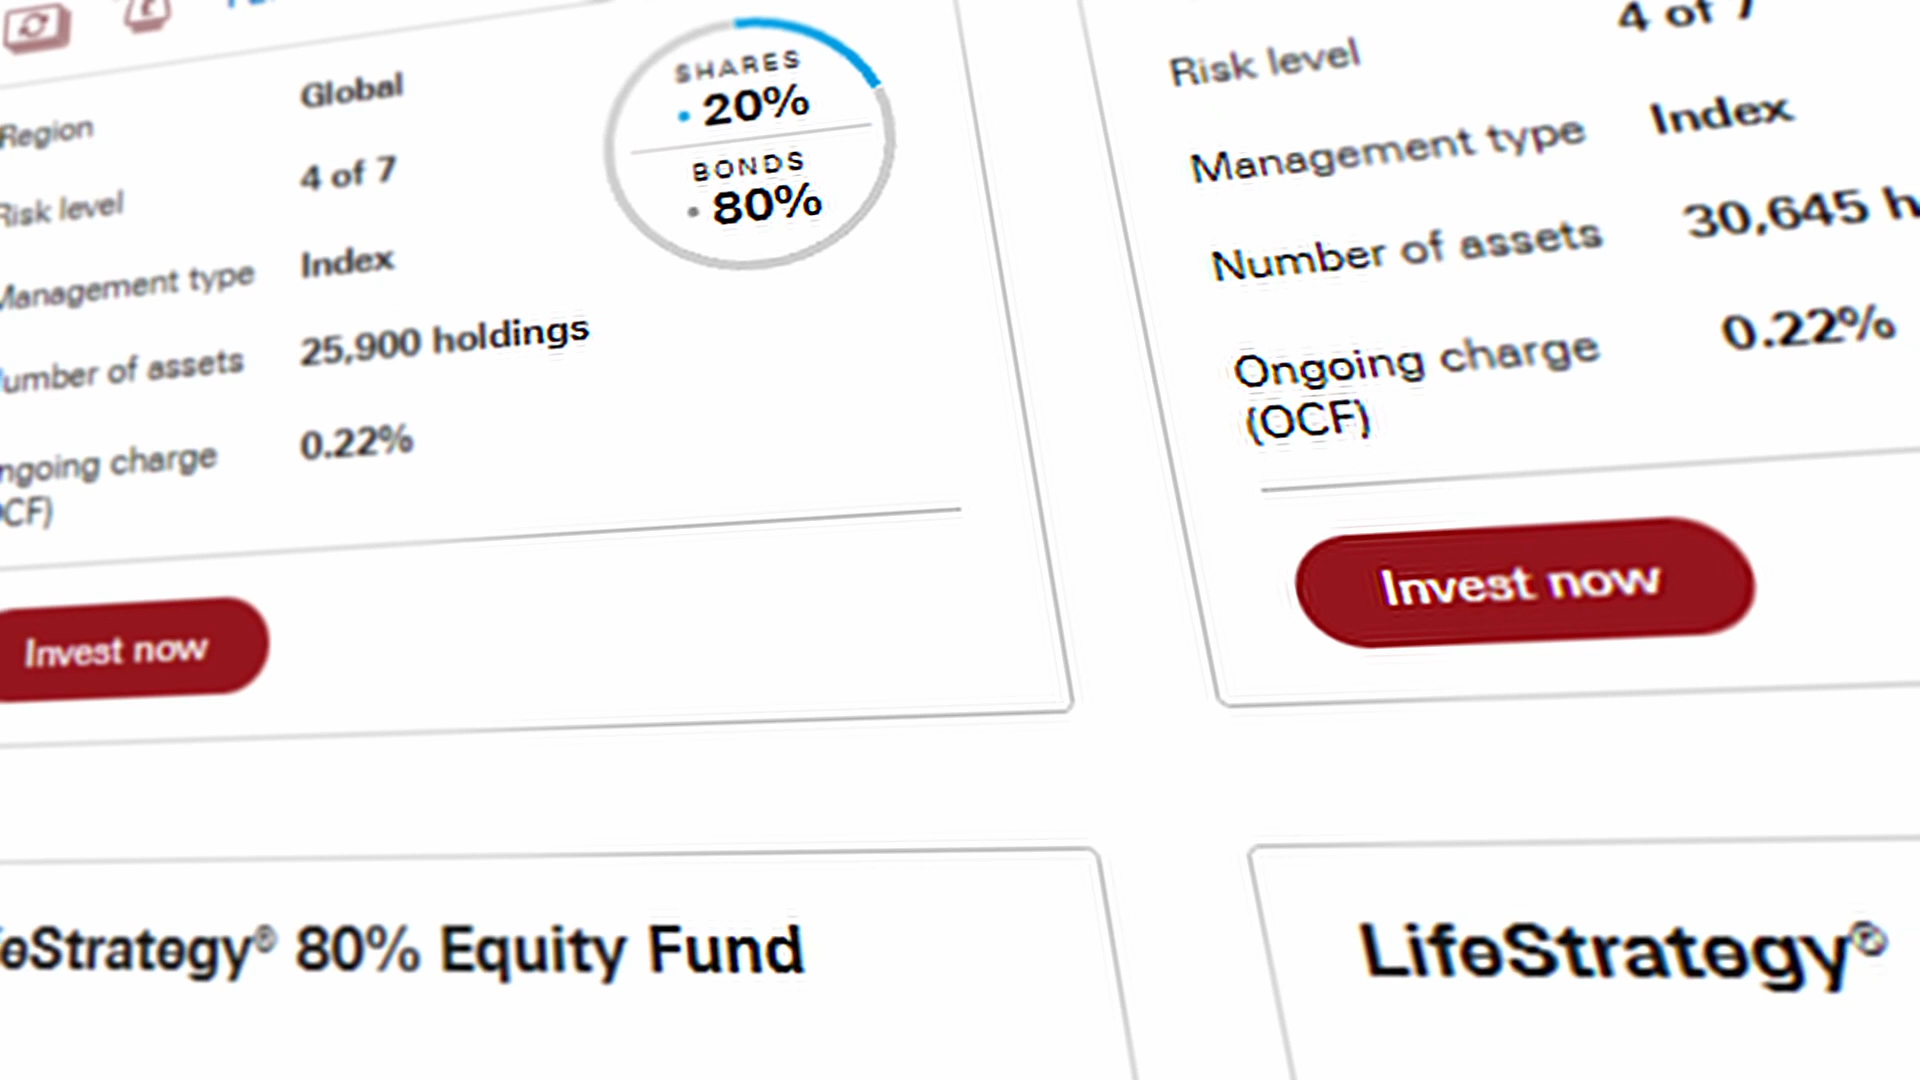 Region Global
Risk level 4 of 7
Management type Index
umber of assets 25,900 holdings
ngoing charge 0.22%
CF)
SHARES
20%
BONDS
80%
Invest now
4 of 7
Risk level
Management type Index
Number of assets 30,645 h
Ongoing charge 0.22%
(OCF)
Invest now
eStrategy® 80% Equity Fund
LifeStrategy®